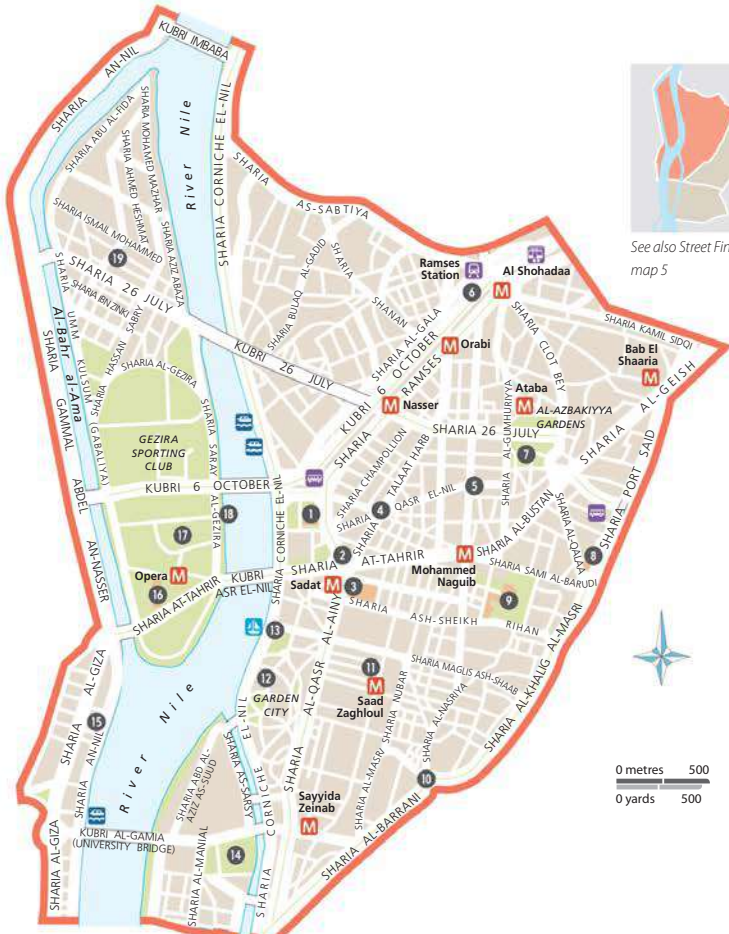 KUBRI IMBABA
SHARIA AN-NIL
SHARIA ABU AL-FIDA
SHARIA MOHAMED MAZHAR
SHARIA AHMED HESHMAT
SHARIA ISMAIL MOHAMMED
SHARIA AZIZ ABAZA
River Nile
SHARIA CORNICHE EL-NIL
SHARIA AS-SABTIYA
See also Street Fin
map 5
19
SHARIA 26 JULY
SHARIA IBN ZINKI
SHARIA HASSAN SABRY
SHARIA UMM KULSUM (GABALIYA)
Al-Bahr al-Ama
SHARIA GAMMAL ABDEL AN-NASSER
SHARIA AL-GEZIRA
SHARIA BULAQ AL-GADID
SHARIA SHANAN
Ramses
Station
6
Al Shohadaa
M
SHARIA AL-GALA
KUBRI 6 OCTOBER
SHARIA RAMSES
M
Orabi
SHARIA CLOT BEY
SHARIA KAMIL SIDQI
Bab El
Shaaria
M
KUBRI 26 JULY
M
Nasser
Ataba
M
AL-AZBAKIYYA
GARDENS
SHARIA 26 JULY
7
SHARIA AL-GUMHURIYYA
SHARIA AL-GEISH
SHARIA PORT SAID
GEZIRA
SPORTING
CLUB
SHARIA SARAY AL-GEZIRA
KUBRI 6 OCTOBER
SHARIA CHAMPOLLION
SHARIA TALAAT HARB
4
SHARIA QASR EL-NIL
5
SHARIA AL-BUSTAN
SHARIA AL-QALAA
8
17
18
1
SHARIA CORNICHE EL-NIL
2
SHARIA AT-TAHRIR
M
Mohammed
Naguib
SHARIA SAMI AL-BARUDI
Opera
M
16
SHARIA AT-TAHRIR
KUBRI
ASR EL-NIL
Sadat
M
3
SHARIA ASH-SHEIKH RIHAN
9
13
SHARIA AL-QASR AL-AINY
SHARIA AL-KHALIG AL-MASRI
12
GARDEN
CITY
11
M
Saad
Zaghloul
SHARIA MAGLIS ASH-SHAAB
SHARIA NUBAR
SHARIA AL-NASRIYA
SHARIA AL-MASR/
10
SHARIA AL-GIZA
15
SHARIA AN-NIL
River Nile
SHARIA CORNICHE EL-NIL
SHARIA AS-SARSY
SHARIA ABD AL-
AZIZ AS-SUUD
Sayyida
Zeinab
M
SHARIA AL-BARRANI
KUBRI AL-GAMIA
(UNIVERSITY BRIDGE)
SHARIA AL-GIZA
SHARIA AL-MANIAL
14
0 metres 500
0 yards 500